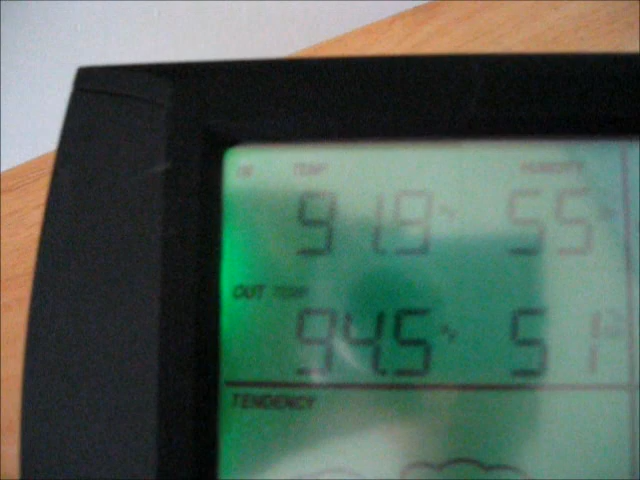 IN TEMP HUMIDITY
91.9 °F 55 %
OUT TEMP
94.5 °F 51 %
TENDENCY